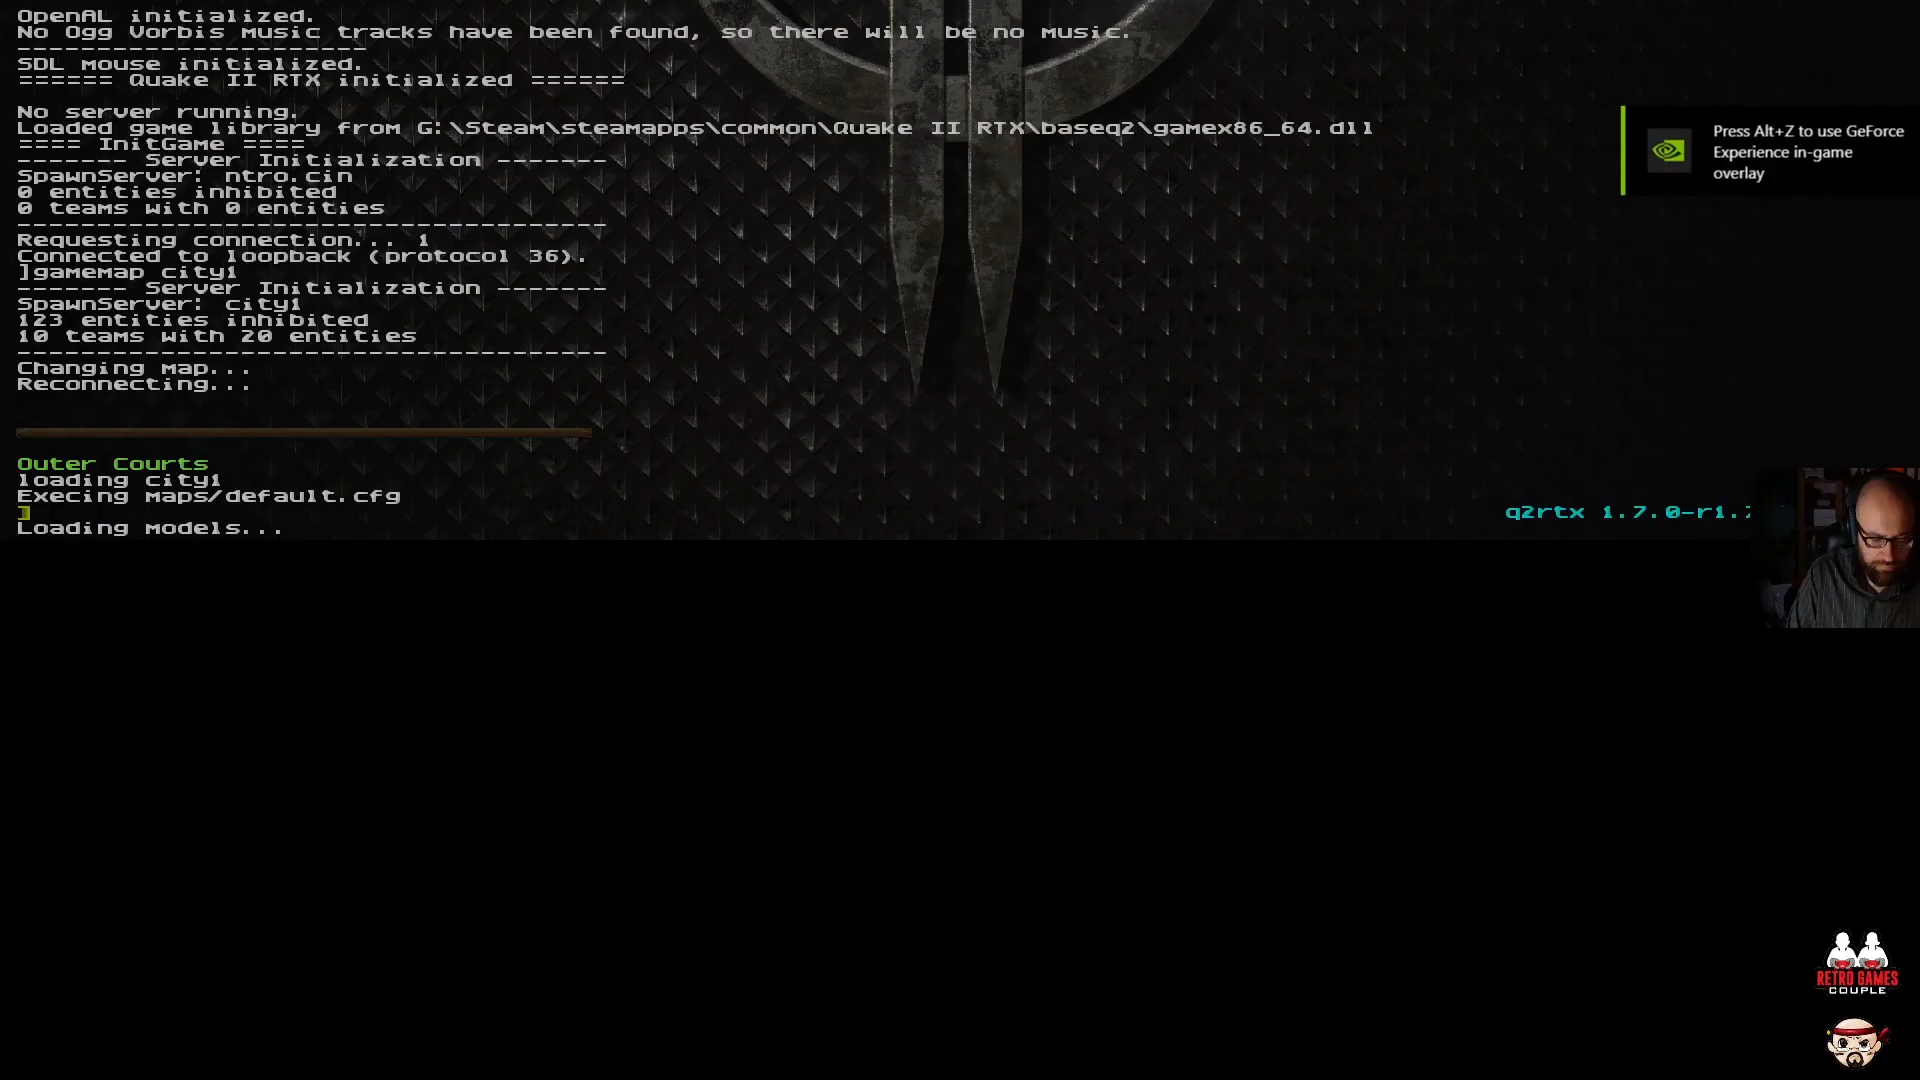 OpenAL initialized.
No Ogg Vorbis music tracks have been found, so there will be no music.
----------------------
SDL mouse initialized.
====== Quake II RTX initialized ======
No server running.
Loaded game library from G:\Steam\steamapps\common\Quake II RTX\baseq2\gamex86_64.dll
==== InitGame ====
------- Server Initialization -------
SpawnServer: ntro.cin
0 entities inhibited
0 teams with 0 entities
-------------------------------------
Requesting connection... 1
Connected to loopback (protocol 36).
]gamemap city1
------- Server Initialization -------
SpawnServer: city1
123 entities inhibited
10 teams with 20 entities
-------------------------------------
Changing map...
Reconnecting...
Outer Courts
loading city1
Execing maps/default.cfg
]
Loading models...
Press Alt+Z to use GeForce
Experience in-game
overlay
q2rtx 1.7.0-r1.
RETRO GAMES
COUPLE